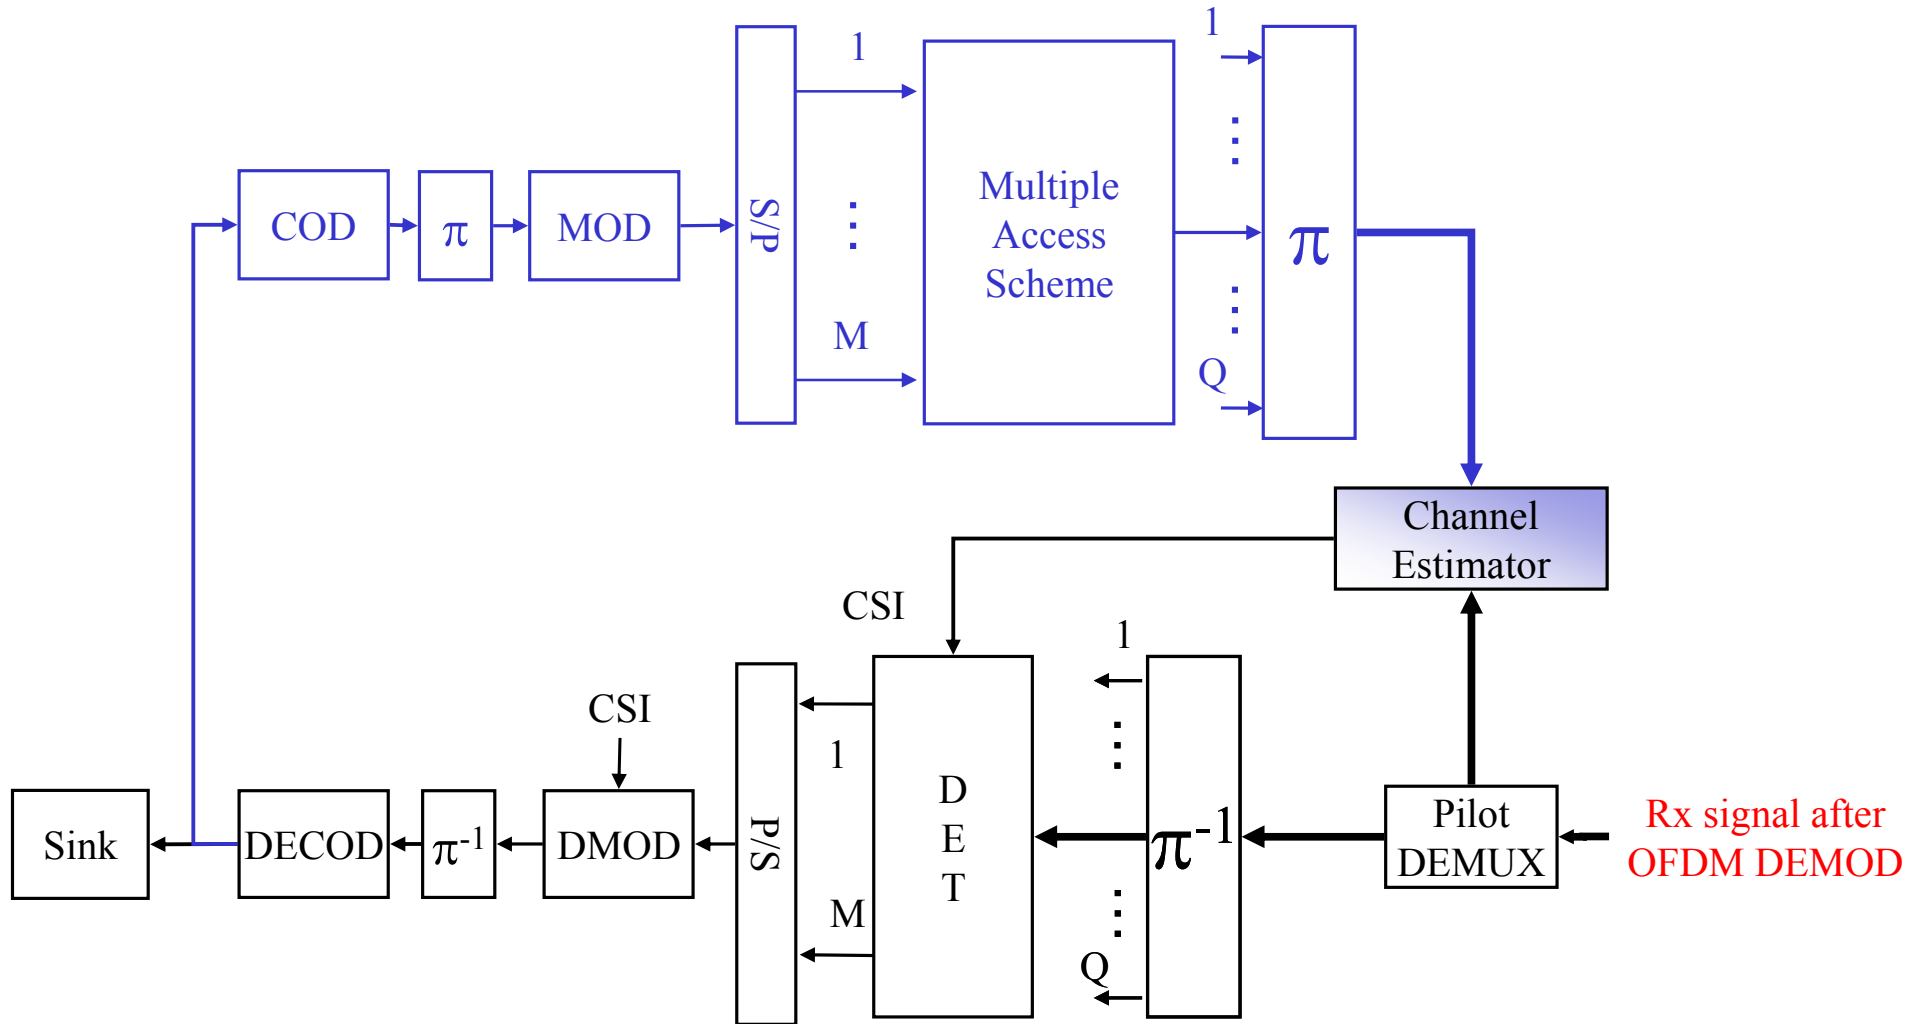 1
1
COD
π
MOD
S/P
⋮
Multiple
Access
Scheme
⋮
π
⋮
M
Q
Channel
Estimator
CSI
1
CSI
1
⋮
Sink
DECOD
π⁻¹
DMOD
P/S
D
E
T
π⁻¹
Pilot
DEMUX
Rx signal after
OFDM DEMOD
M
⋮
Q